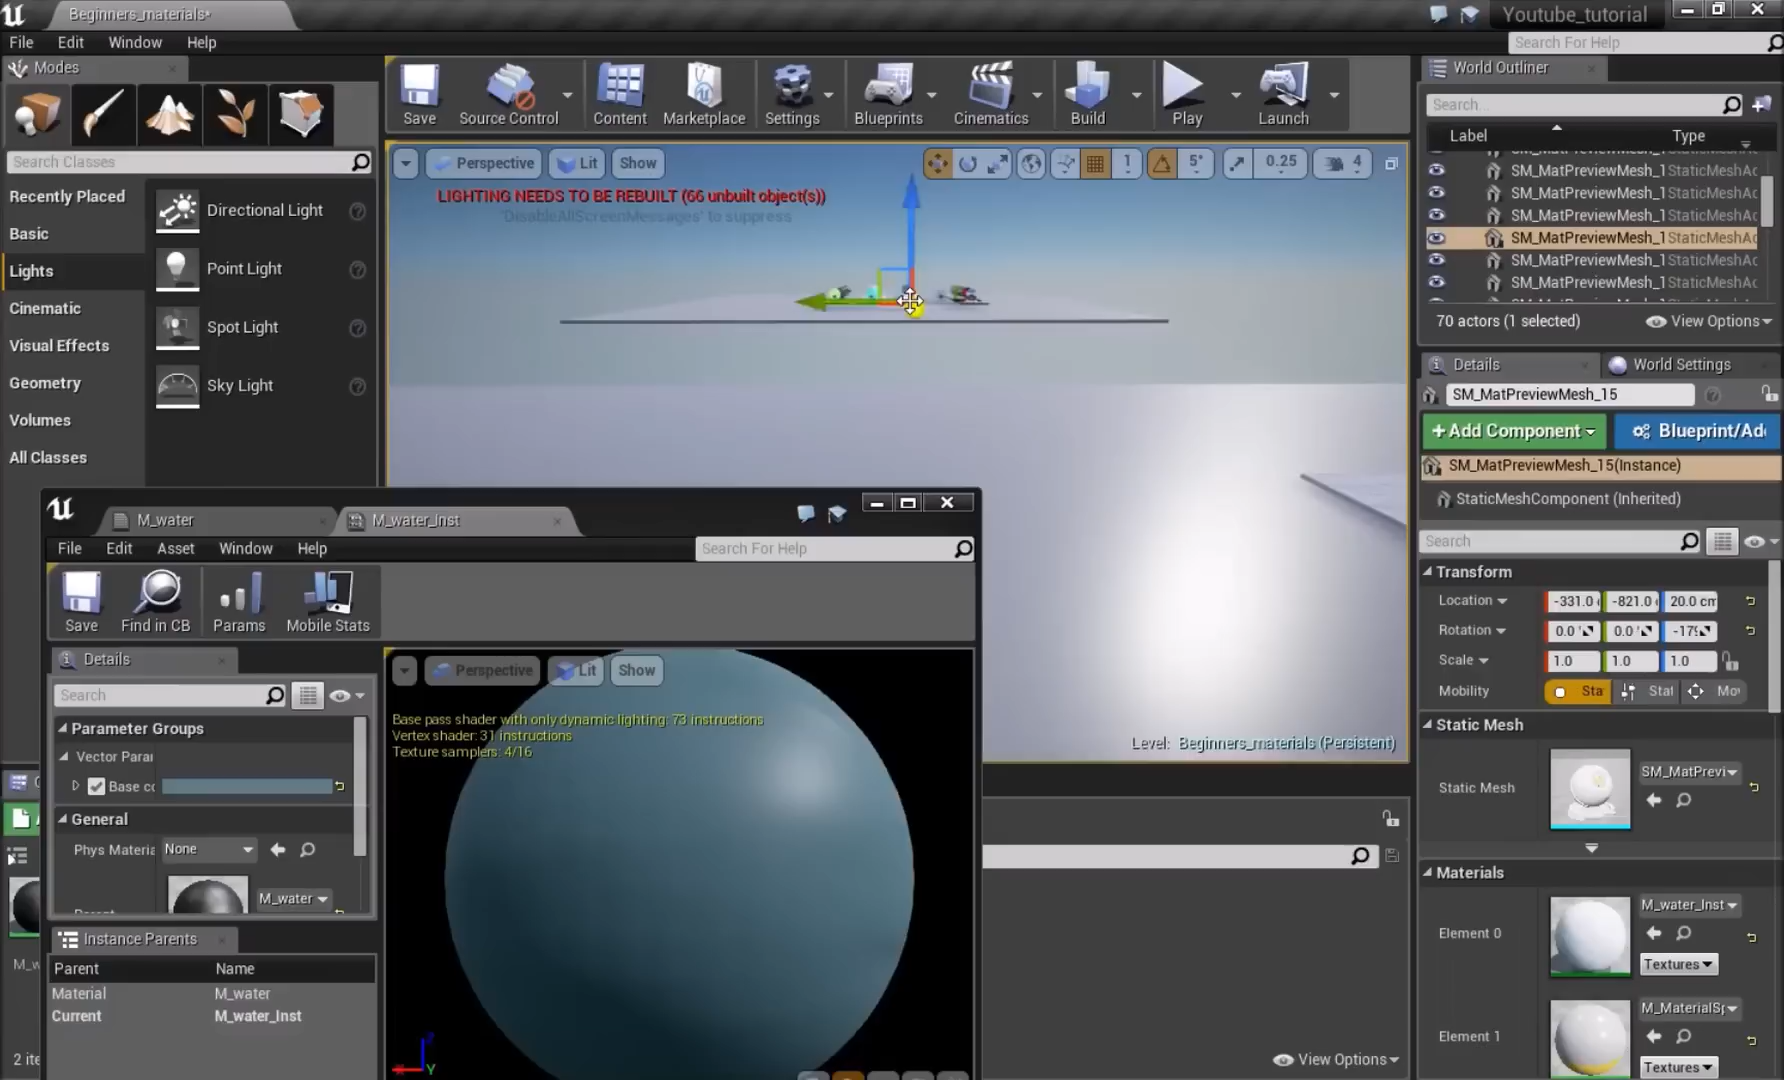 Beginners_materials*
Youtube_tutorial
File Edit Window Help
Search For Help
Modes
Search Classes
Recently Placed
Basic
Lights
Cinematic
Visual Effects
Geometry
Volumes
All Classes
Directional Light
Point Light
Spot Light
Sky Light
Save Source Control Content Marketplace Settings Blueprints Cinematics Build Play Launch
Perspective Lit Show
1 5° 0.25 4
LIGHTING NEEDS TO BE REBUILT (66 unbuilt object(s))
'DisableAllScreenMessages' to suppress
Level: Beginners_materials (Persistent)
World Outliner
Search...
Label Type
SM_MatPreviewMesh_1 StaticMeshAc
SM_MatPreviewMesh_1 StaticMeshAc
SM_MatPreviewMesh_1 StaticMeshAc
SM_MatPreviewMesh_1 StaticMeshAc
SM_MatPreviewMesh_1 StaticMeshAc
SM_MatPreviewMesh_1 StaticMeshAc
70 actors (1 selected) View Options
Details World Settings
SM_MatPreviewMesh_15
+Add Component Blueprint/Ad
SM_MatPreviewMesh_15(Instance)
StaticMeshComponent (Inherited)
Search
Transform
Location -331.0 -821.0 20.0 cm
Rotation 0.0 ° 0.0 °
Scale 1.0 1.0 1.0
Mobility Sta Stat Mov
Static Mesh
Static Mesh SM_MatPrevi
Materials
Element 0 M_water_Inst
Textures
Element 1 M_MaterialS
Textures
M_water M_water_Inst
File Edit Asset Window Help
Search For Help
Save Find in CB Params Mobile Stats
Details
Search
Parameter Groups
Vector Para
Base co
General
Phys Materia None
M_water
Instance Parents
Parent Name
Material M_water
Current M_water_Inst
Perspective Lit Show
Base pass shader with only dynamic lighting: 73 instructions
Vertex shader: 31 instructions
Texture samplers: 4/16
Y
M_w
2 ite
View Options